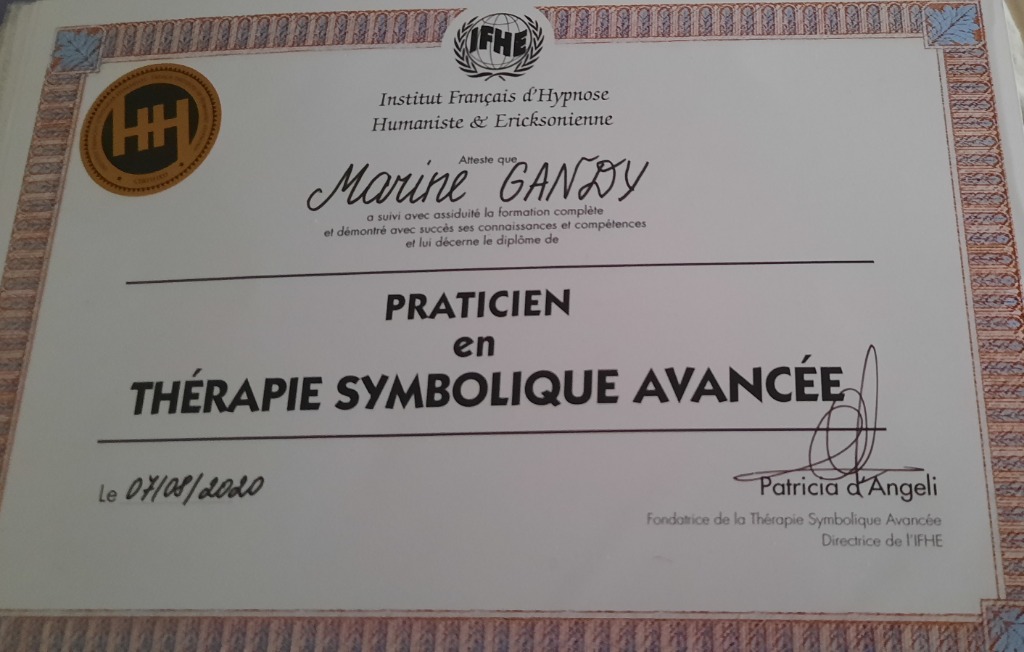 IFHE
Institut Français d'Hypnose
Humaniste & Ericksonienne
HH
Atteste que
Marine GANDY
a suivi avec assiduité la formation complète
et démontré avec succès ses connaissances et compétences
et lui décerne le diplôme de
PRATICIEN
en
THÉRAPIE SYMBOLIQUE AVANCÉE
Le 07/08/2020
Patricia d'Angeli
Fondatrice de la Thérapie Symbolique Avancée
Directrice de l'IFHE